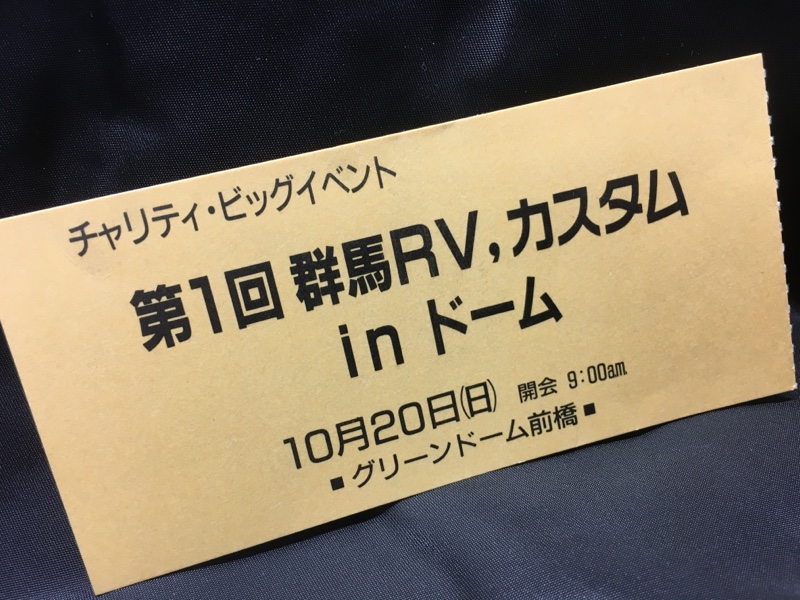 チャリティ・ビッグイベント
第1回 群馬RV,カスタム
in ドーム
10月20日(日) 開会 9:00am
■グリーンドーム前橋■